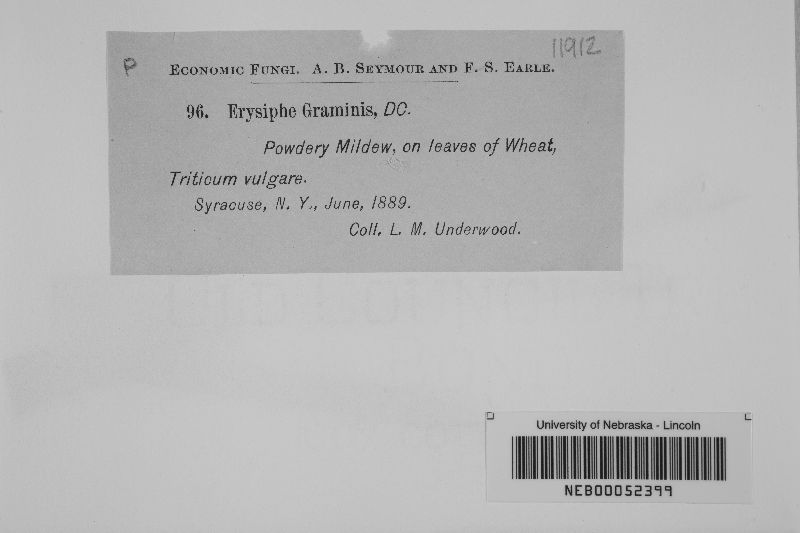 P
11912
ECONOMIC FUNGI. A. B. SEYMOUR AND F. S. EARLE.
96. Erysiphe Graminis, DC.
Powdery Mildew, on leaves of Wheat,
Triticum vulgare.
Syracuse, N. Y., June, 1889.
Coll. L. M. Underwood.
University of Nebraska - Lincoln
NEB00052399